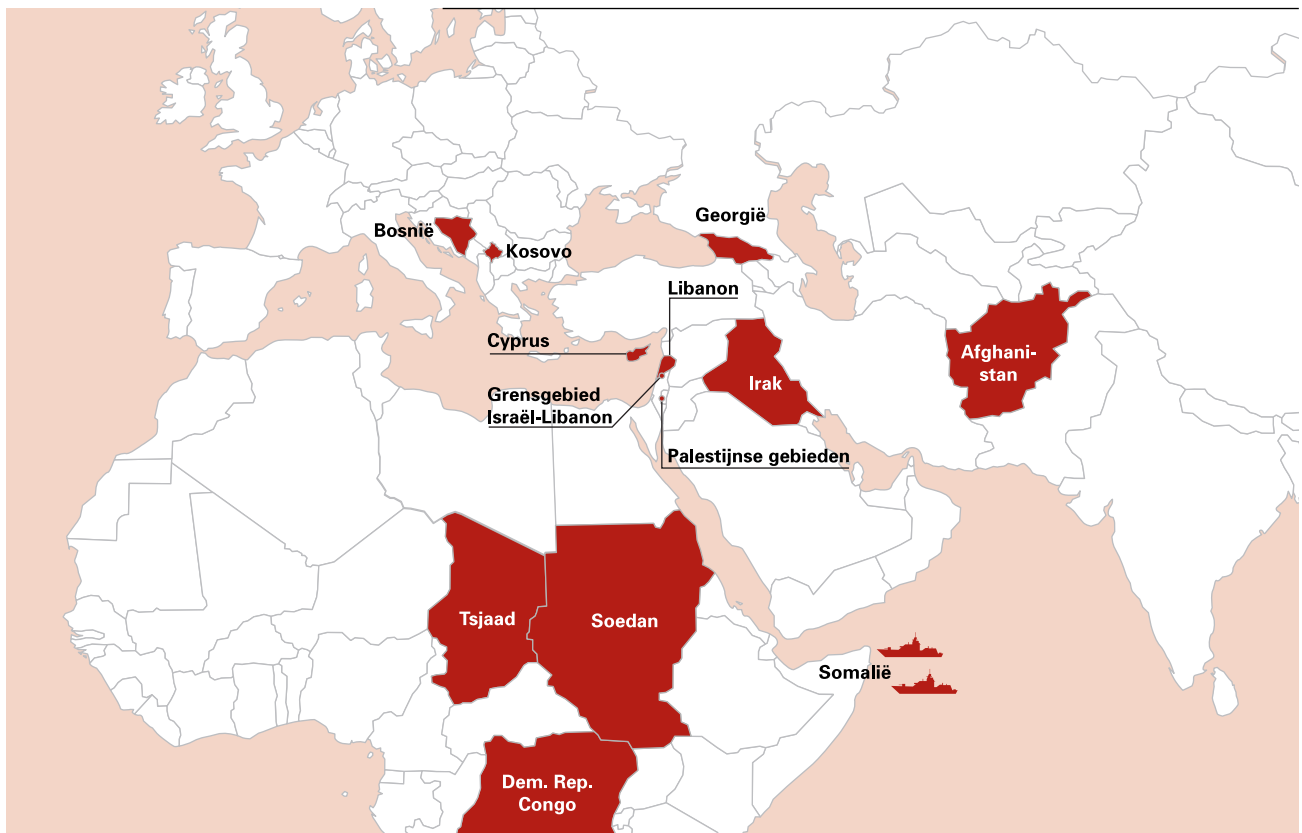 Georgië
Bosnië
Kosovo
Libanon
Cyprus
Afghani-
stan
Irak
Grensgebied
Israël-Libanon
Palestijnse gebieden
Tsjaad
Soedan
Somalië
Dem. Rep.
Congo